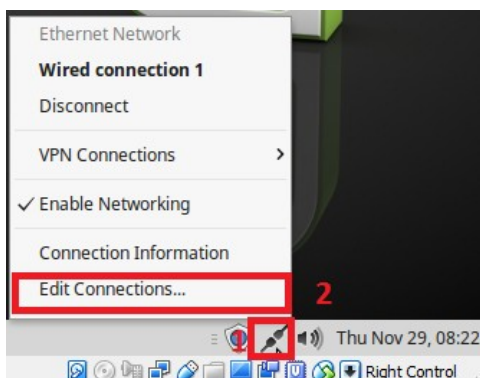 Ethernet Network
Wired connection 1
Disconnect
VPN Connections
Enable Networking
Connection Information
Edit Connections...
2
1
Thu Nov 29, 08:22
Right Control